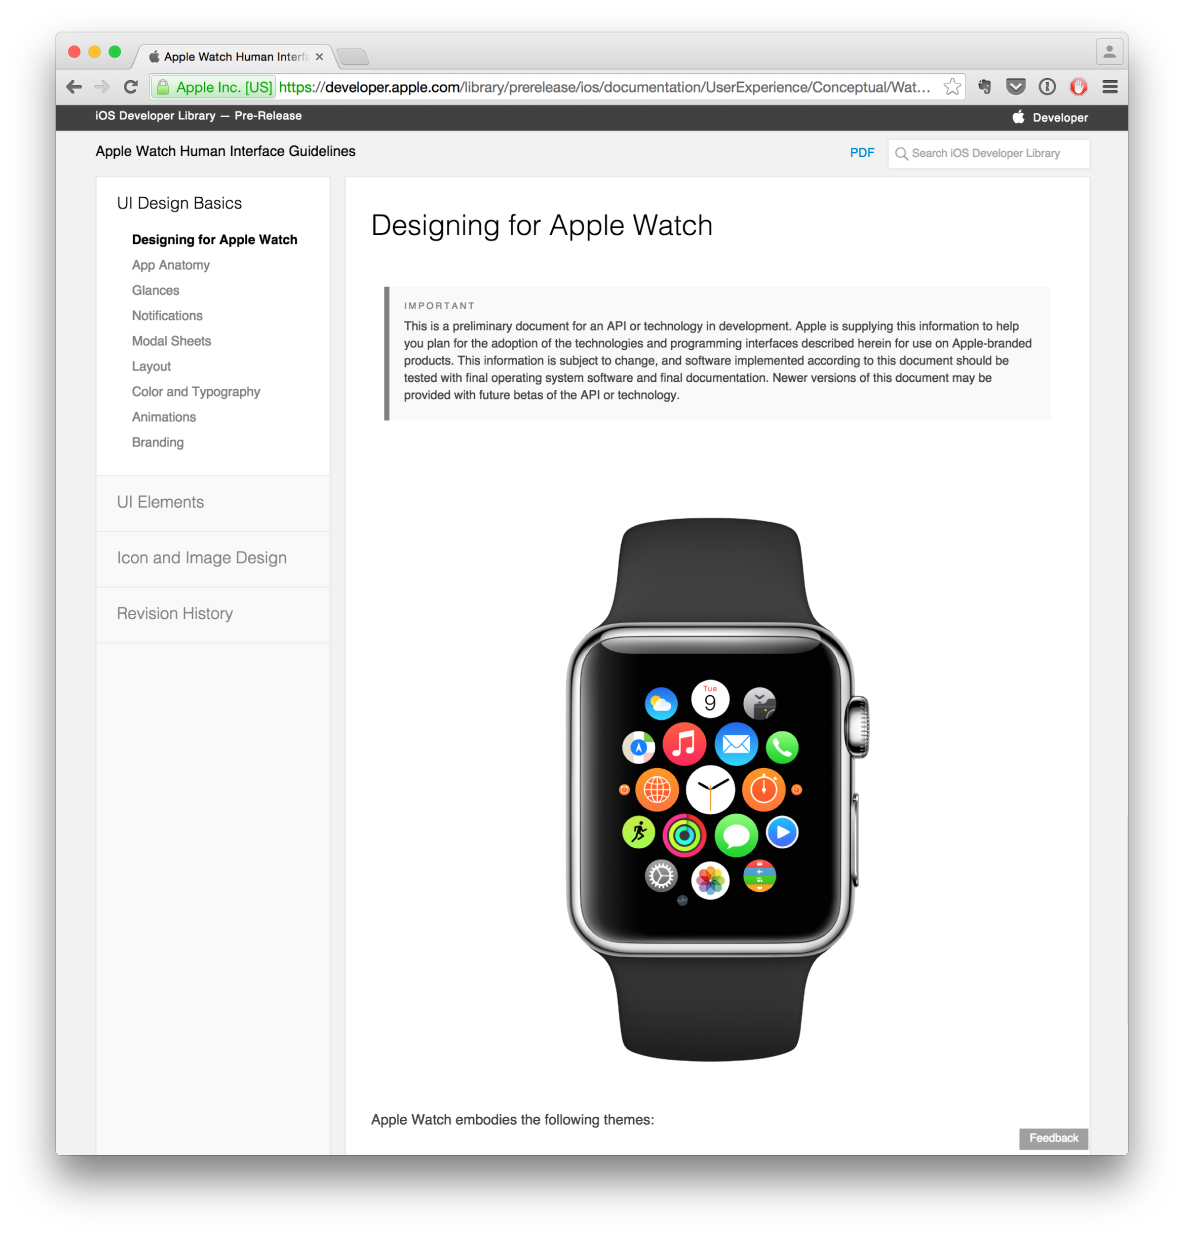 Apple Watch Human Interf
Apple Inc. [US] https://developer.apple.com/library/prerelease/ios/documentation/UserExperience/Conceptual/Wat...
iOS Developer Library — Pre-Release
Developer
Apple Watch Human Interface Guidelines
PDF
Search iOS Developer Library
UI Design Basics
Designing for Apple Watch
App Anatomy
Glances
Notifications
Modal Sheets
Layout
Color and Typography
Animations
Branding
UI Elements
Icon and Image Design
Revision History
Designing for Apple Watch
IMPORTANT
This is a preliminary document for an API or technology in development. Apple is supplying this information to help
you plan for the adoption of the technologies and programming interfaces described herein for use on Apple-branded
products. This information is subject to change, and software implemented according to this document should be
tested with final operating system software and final documentation. Newer versions of this document may be
provided with future betas of the API or technology.
Tue
9
Apple Watch embodies the following themes:
Feedback